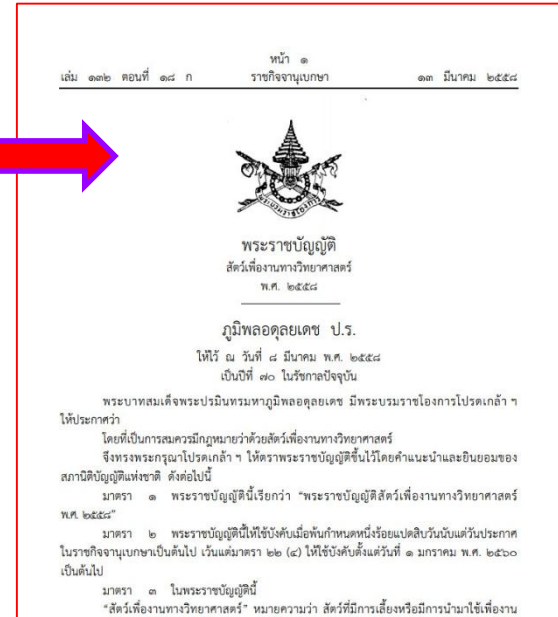 หน้า ๑
เล่ม ๑๓๒ ตอนที่ ๑๘ ก ราชกิจจานุเบกษา ๑๓ มีนาคม ๒๕๕๘
พระบรมราชโองการ
พระราชบัญญัติ
สัตว์เพื่องานทางวิทยาศาสตร์
พ.ศ. ๒๕๕๘
ภูมิพลอดุลยเดช ป.ร.
ให้ไว้ ณ วันที่ ๘ มีนาคม พ.ศ. ๒๕๕๘
เป็นปีที่ ๗๐ ในรัชกาลปัจจุบัน
พระบาทสมเด็จพระปรมินทรมหาภูมิพลอดุลยเดช มีพระบรมราชโองการโปรดเกล้า ฯ
ให้ประกาศว่า
โดยที่เป็นการสมควรมีกฎหมายว่าด้วยสัตว์เพื่องานทางวิทยาศาสตร์
จึงทรงพระกรุณาโปรดเกล้า ฯ ให้ตราพระราชบัญญัติขึ้นไว้โดยคำแนะนำและยินยอมของ
สภานิติบัญญัติแห่งชาติ ดังต่อไปนี้
มาตรา ๑ พระราชบัญญัตินี้เรียกว่า “พระราชบัญญัติสัตว์เพื่องานทางวิทยาศาสตร์
พ.ศ. ๒๕๕๘”
มาตรา ๒ พระราชบัญญัตินี้ให้ใช้บังคับเมื่อพ้นกำหนดหนึ่งร้อยแปดสิบวันนับแต่วันประกาศ
ในราชกิจจานุเบกษาเป็นต้นไป เว้นแต่มาตรา ๒๒ (๔) ให้ใช้บังคับตั้งแต่วันที่ ๑ มกราคม พ.ศ. ๒๕๖๐
เป็นต้นไป
มาตรา ๓ ในพระราชบัญญัตินี้
“สัตว์เพื่องานทางวิทยาศาสตร์” หมายความว่า สัตว์ที่มีการเลี้ยงหรือมีการนำมาใช้เพื่องาน